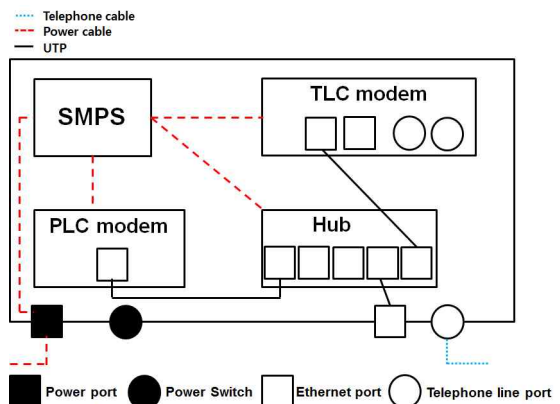 Telephone cable
Power cable
UTP
SMPS
TLC modem
PLC modem
Hub
Power port
Power Switch
Ethernet port
Telephone line port